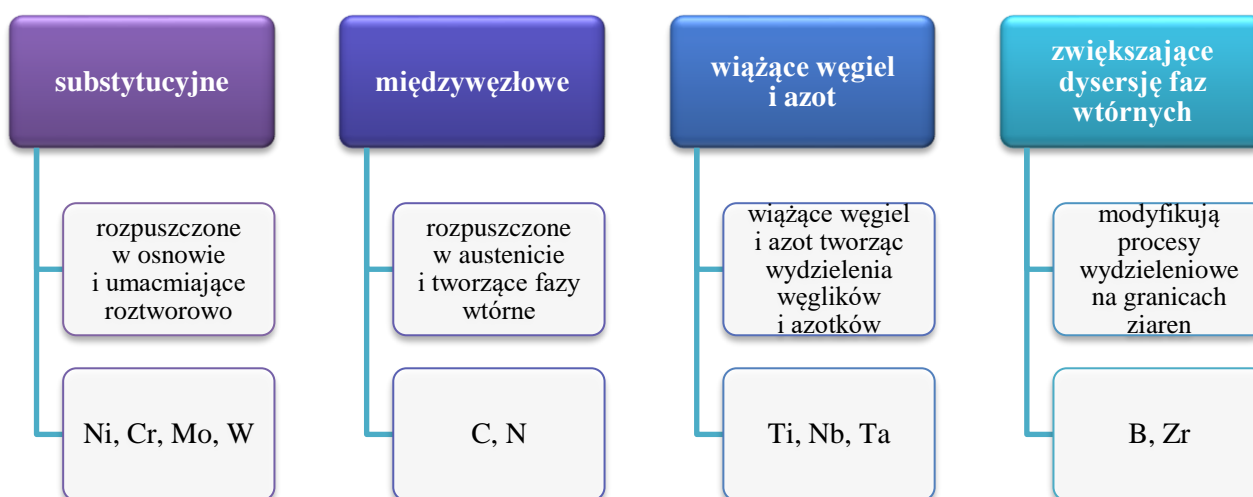 substytucyjne
rozpuszczone
w osnowie
i umacmiające
roztworowo
Ni, Cr, Mo, W
międzywęzłowe
rozpuszczone
w austenicie
i tworzące fazy
wtórne
C, N
wiążące węgiel
i azot
wiążące węgiel
i azot tworząc
wydzielenia
węglików
i azotków
Ti, Nb, Ta
zwiększające
dysersję faz
wtórnych
modyfikują
procesy
wydzieleniowe
na granicach
ziaren
B, Zr